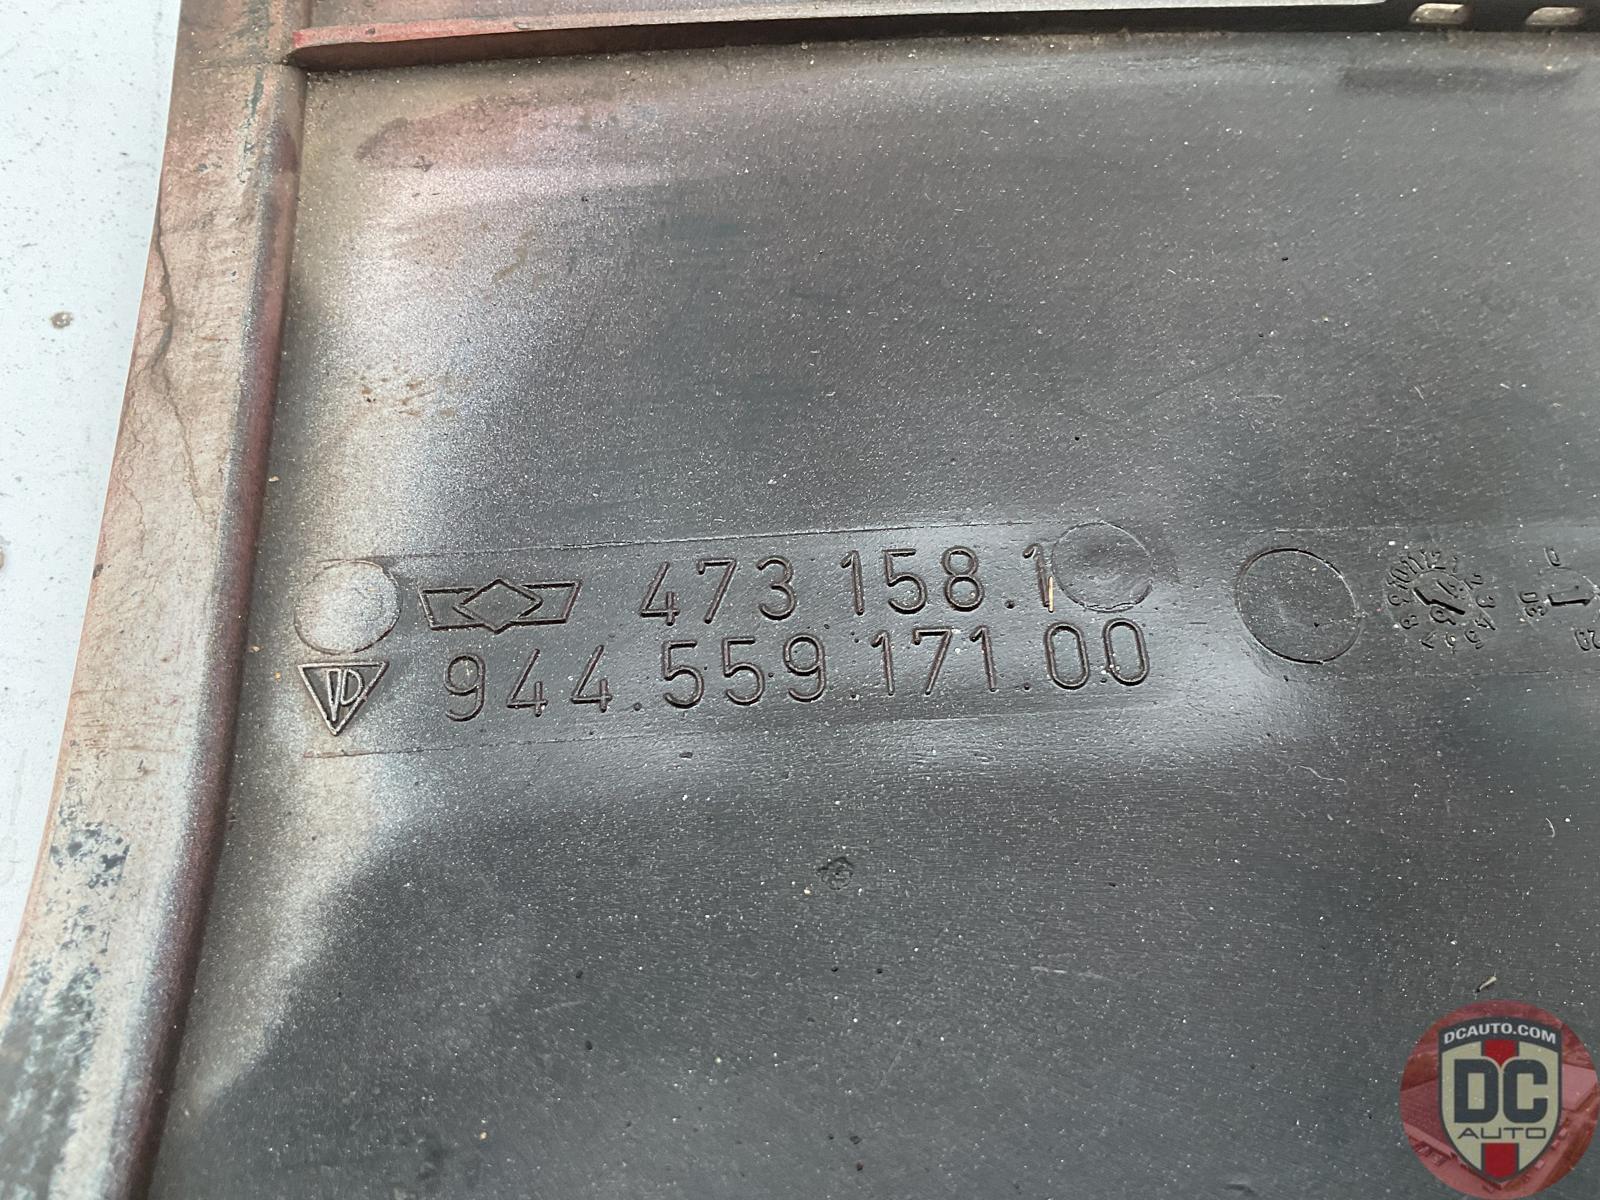 473 158.1
944.559.171.00
DCAUTO.COM
DC
AUTO